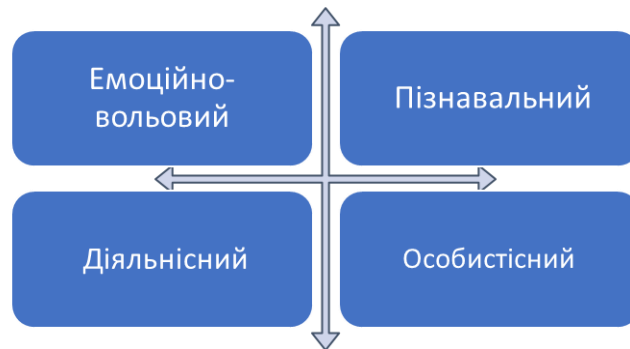 Емоційно-
вольовий
Пізнавальний
Діяльнісний
Особистісний